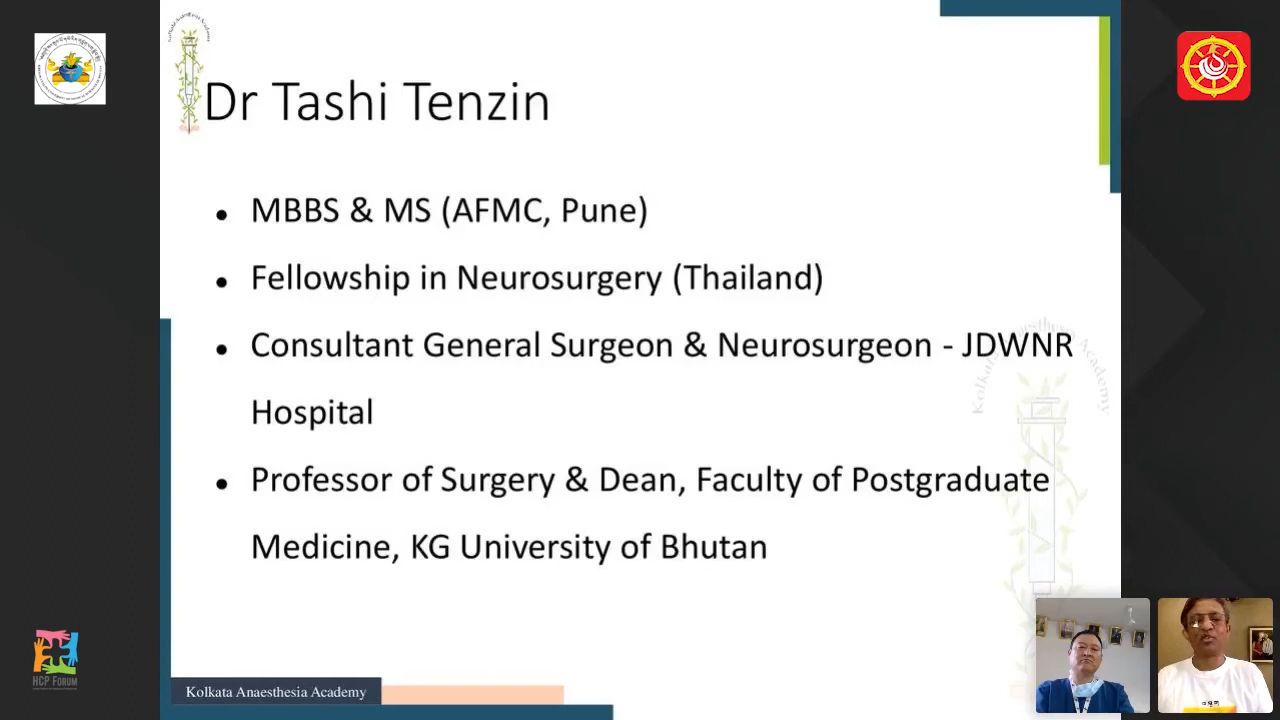 Dr Tashi Tenzin
MBBS & MS (AFMC, Pune)
Fellowship in Neurosurgery (Thailand)
Consultant General Surgeon & Neurosurgeon - JDWNR
Hospital
Professor of Surgery & Dean, Faculty of Postgraduate
Medicine, KG University of Bhutan
Kolkata Anaesthesia Academy
HCP FORUM